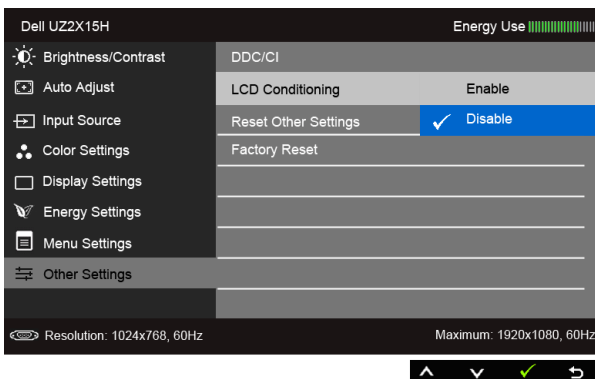 Dell UZ2X15H Energy Use
Brightness/Contrast DDC/CI
Auto Adjust LCD Conditioning Enable
Input Source Reset Other Settings Disable
Color Settings Factory Reset
Display Settings
Energy Settings
Menu Settings
Other Settings
Resolution: 1024x768, 60Hz Maximum: 1920x1080, 60Hz